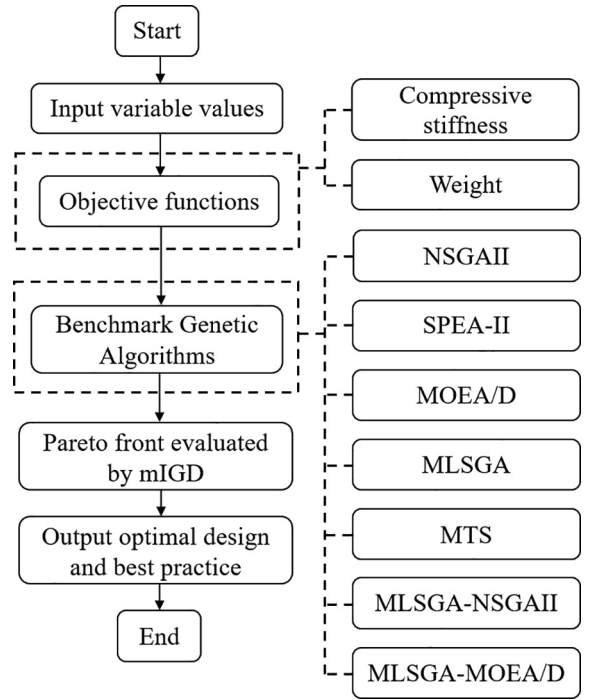 Start
Input variable values
Objective functions
Benchmark Genetic
Algorithms
Pareto front evaluated
by mIGD
Output optimal design
and best practice
End
Compressive
stiffness
Weight
NSGAII
SPEA-II
MOEA/D
MLSGA
MTS
MLSGA-NSGAII
MLSGA-MOEA/D